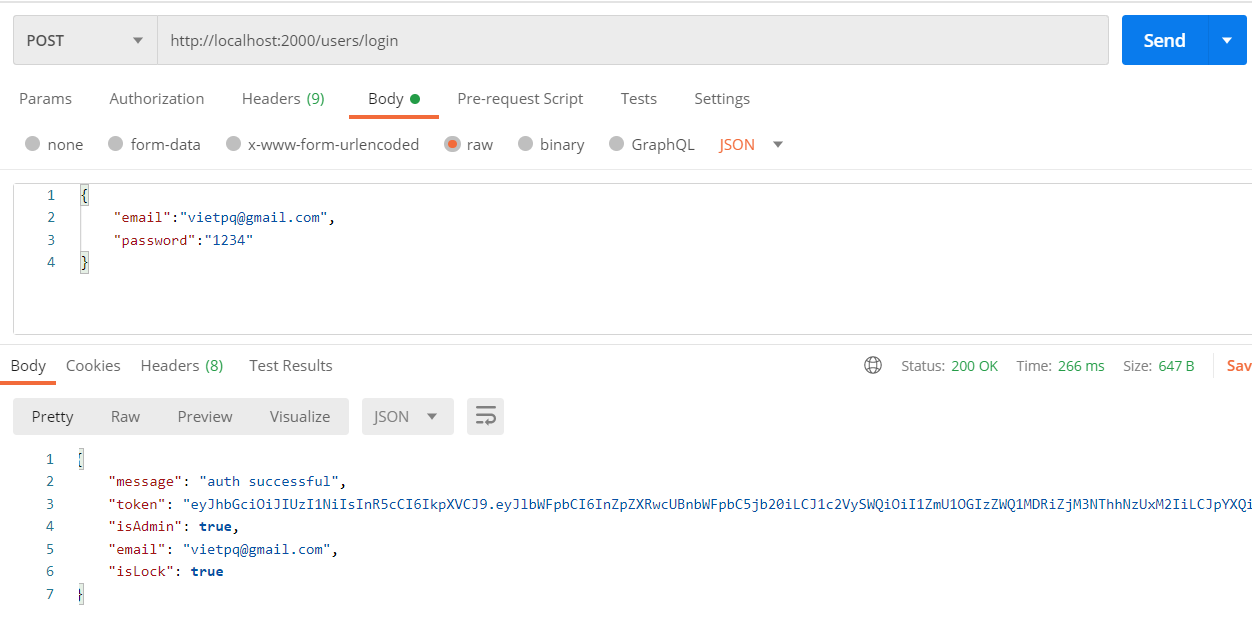 POST http://localhost:2000/users/login Send
Params Authorization Headers (9) Body Pre-request Script Tests Settings
none form-data x-www-form-urlencoded raw binary GraphQL JSON
1 {
2 "email":"vietpq@gmail.com",
3 "password":"1234"
4 }
Body Cookies Headers (8) Test Results Status: 200 OK Time: 266 ms Size: 647 B Sav
Pretty Raw Preview Visualize JSON
1 {
2 "message": "auth successful",
3 "token": "eyJhbGciOiJIUzI1NiIsInR5cCI6IkpXVCJ9.eyJlbWFpbCI6InZpZXRwcUBnbWFpbC5jb20iLCJ1c2VySWQiOiI1ZmU1OGIzZWQ1MDRiZjM3NThhNzUxM2IiLCJpYXQi
4 "isAdmin": true,
5 "email": "vietpq@gmail.com",
6 "isLock": true
7 }